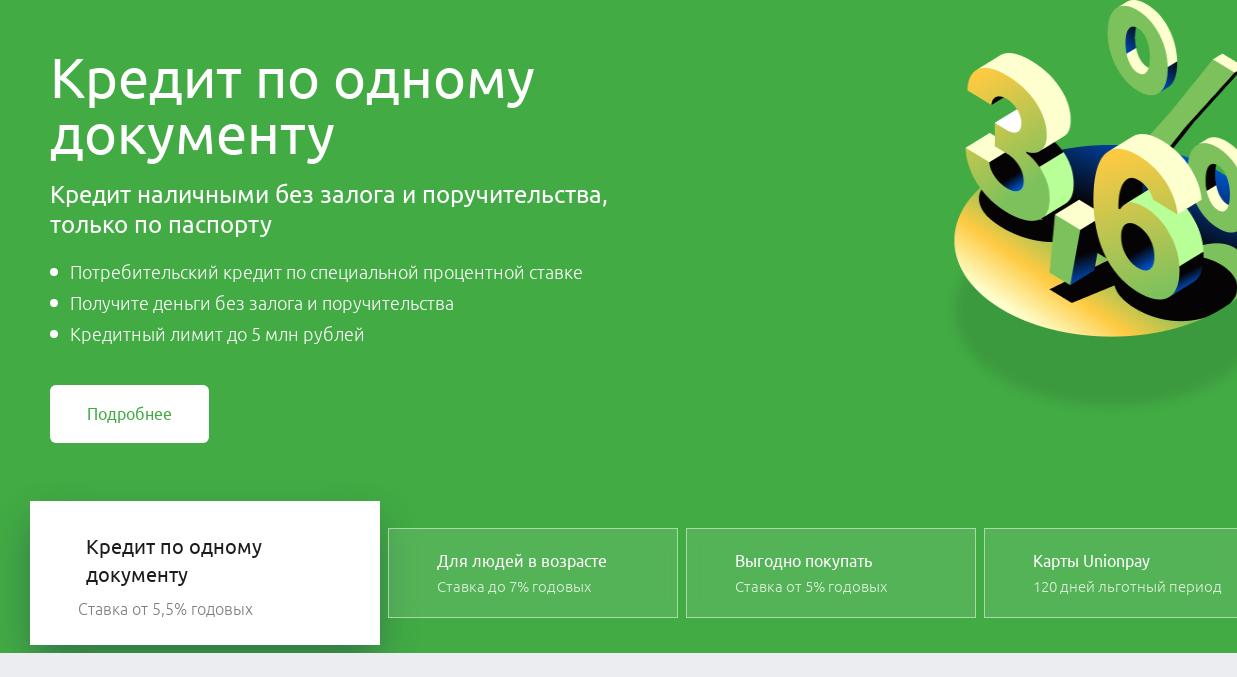 Кредит по одному
документу
Кредит наличными без залога и поручительства,
только по паспорту
Потребительский кредит по специальной процентной ставке
Получите деньги без залога и поручительства
Кредитный лимит до 5 млн рублей
Подробнее
3,6%
Кредит по одному
документу
Ставка от 5,5% годовых
Для людей в возрасте
Ставка до 7% годовых
Выгодно покупать
Ставка от 5% годовых
Карты Unionpay
120 дней льготный период